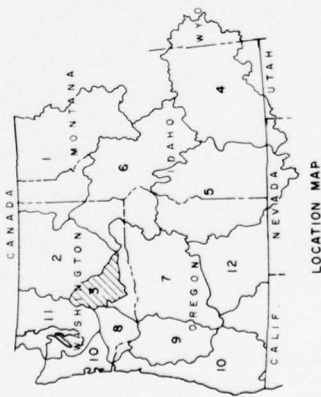 CANADA
11
2
1
WASHINGTON
MONTANA
3
10
6
8
IDAHO
WYO
7
4
9
5
OREGON
10
12
CALIF.
NEVADA
UTAH
LOCATION MAP